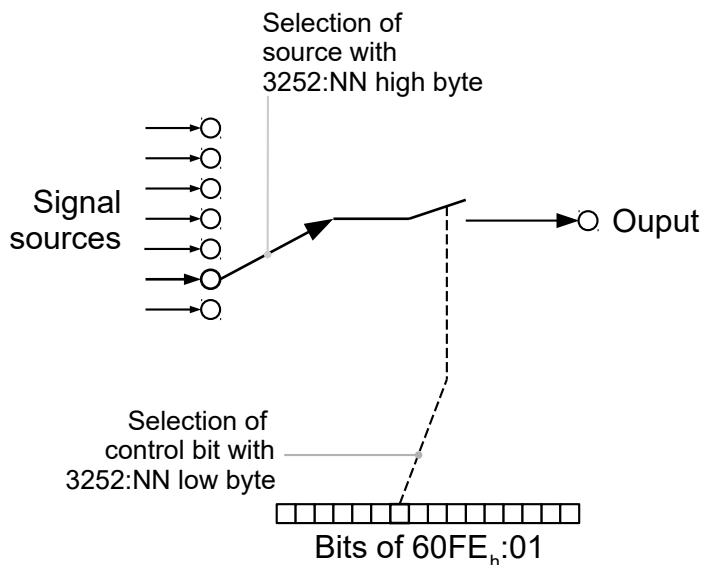 Selection of
source with
3252:NN high byte
Signal
sources
Ouput
Selection of
control bit with
3252:NN low byte
Bits of 60FEₕ:01